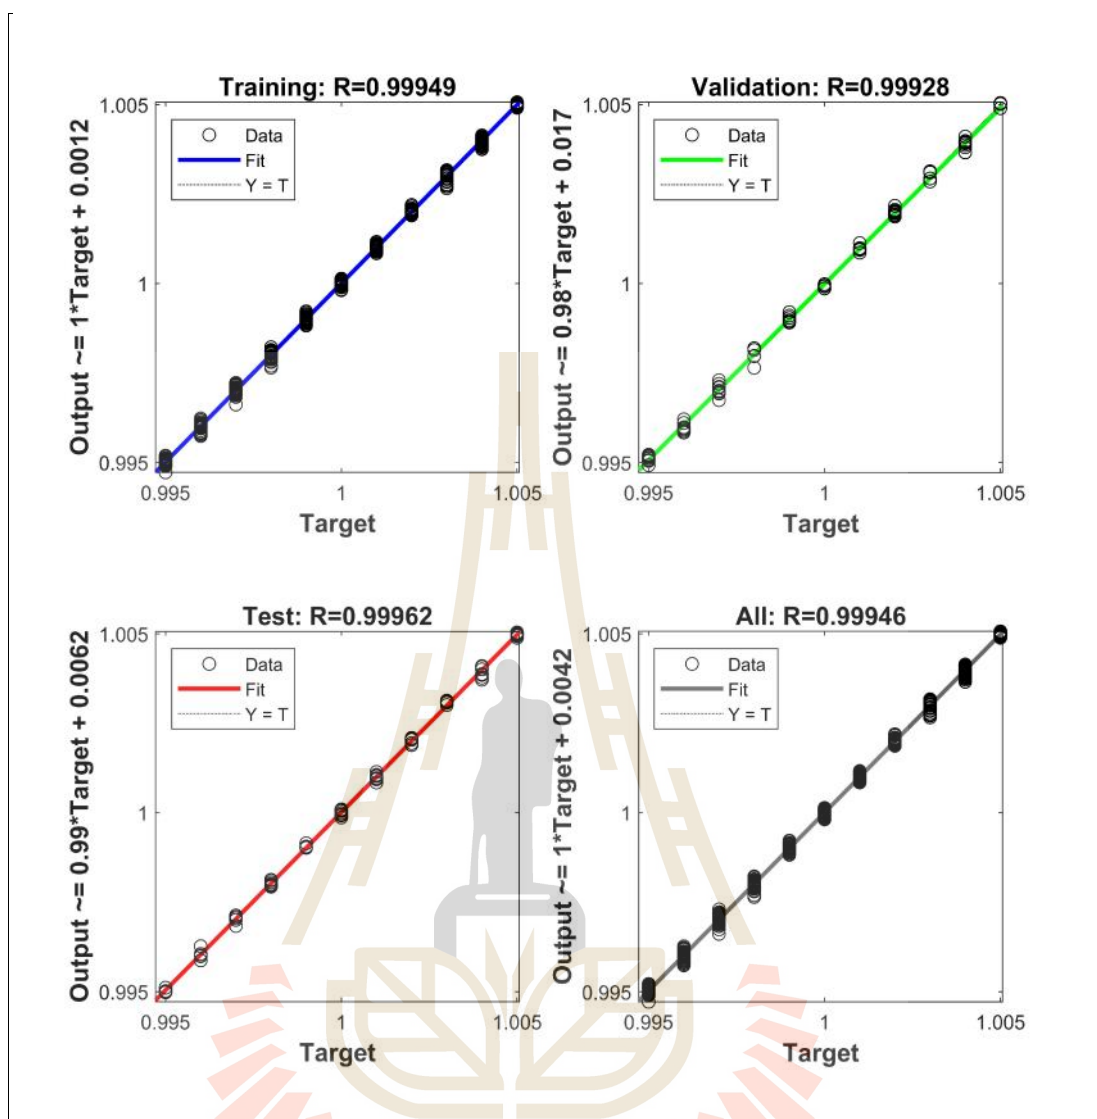 Training: R=0.99949
Output ~= 1*Target + 0.0012
1.005
1
0.995
Data
Fit
Y = T
0.995 1 1.005
Target
Validation: R=0.99928
Output ~= 0.98*Target + 0.017
1.005
1
0.995
Data
Fit
Y = T
0.995 1 1.005
Target
Test: R=0.99962
Output ~= 0.99*Target + 0.0062
1.005
1
0.995
Data
Fit
Y = T
0.995 1 1.005
Target
All: R=0.99946
Output ~= 1*Target + 0.0042
1.005
1
0.995
Data
Fit
Y = T
0.995 1 1.005
Target